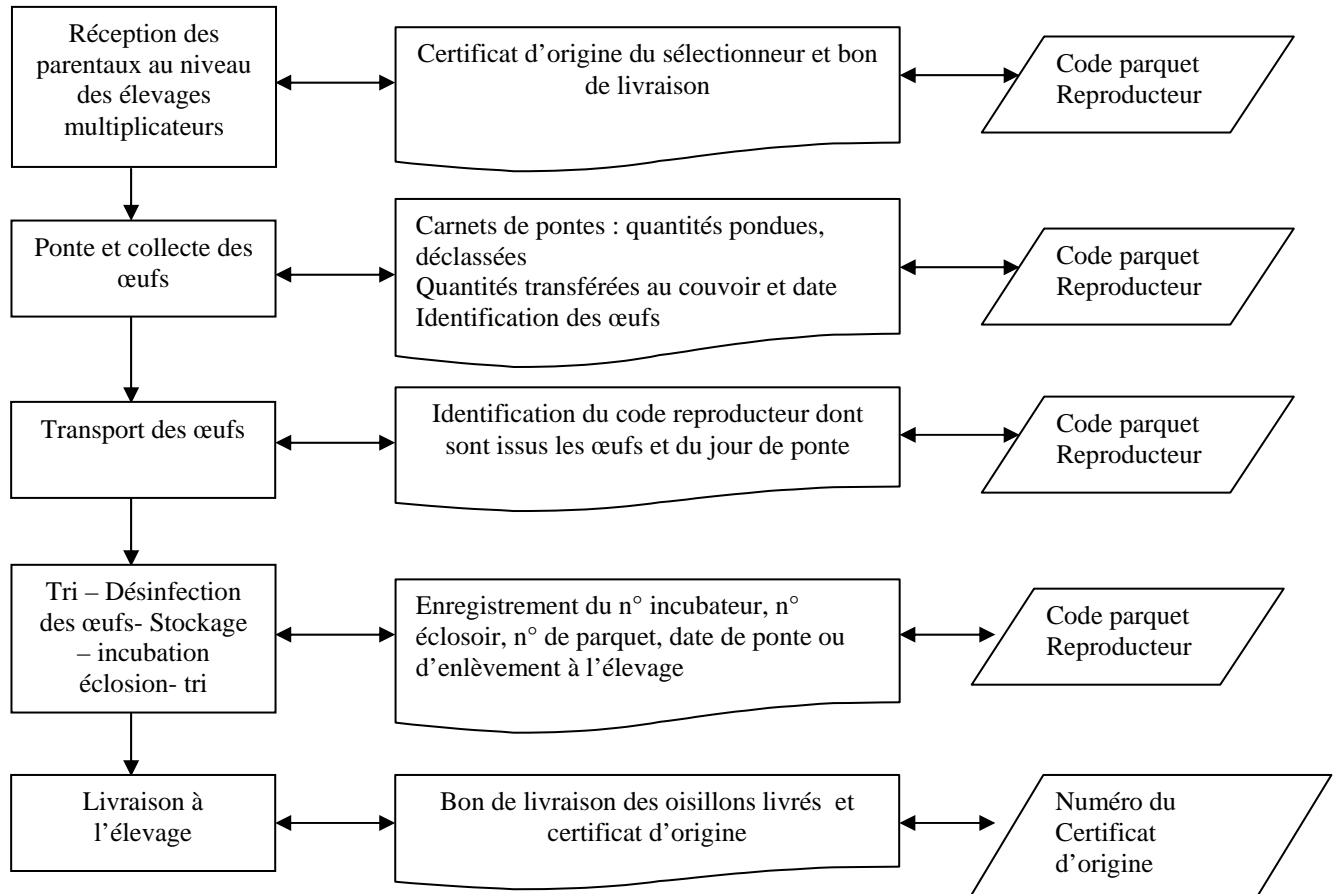 Réception des
parentaux au niveau
des élevages
multiplicateurs
Certificat d’origine du sélectionneur et bon
de livraison
Code parquet
Reproducteur
Ponte et collecte des
œufs
Carnets de pontes : quantités pondues,
déclassées
Quantités transférées au couvoir et date
Identification des œufs
Code parquet
Reproducteur
Transport des œufs
Identification du code reproducteur dont
sont issus les œufs et du jour de ponte
Code parquet
Reproducteur
Tri – Désinfection
des œufs- Stockage
– incubation
éclosion- tri
Enregistrement du n° incubateur, n°
éclosoir, n° de parquet, date de ponte ou
d’enlèvement à l’élevage
Code parquet
Reproducteur
Livraison à
l’élevage
Bon de livraison des oisillons livrés  et
certificat d’origine
Numéro du
Certificat
d’origine